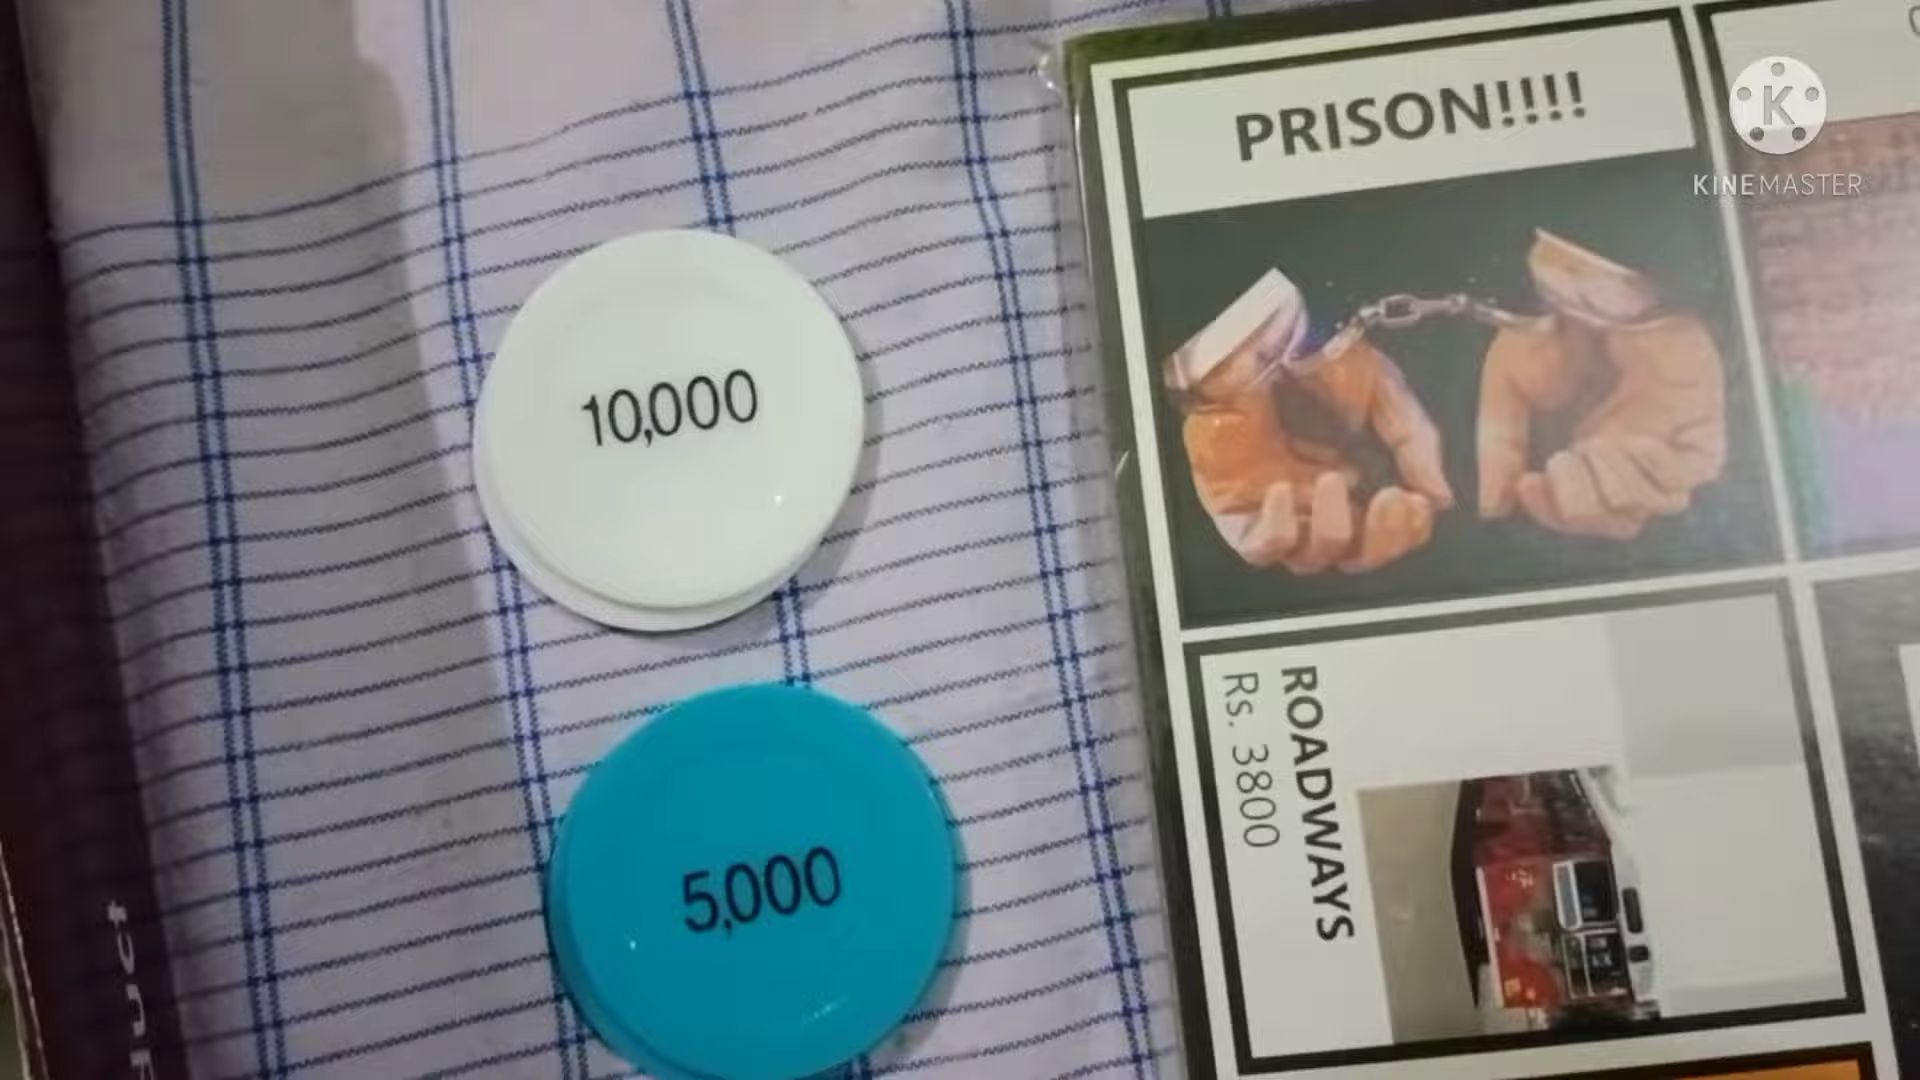 PRISON!!!!
K
KINEMASTER
10,000
ROADWAYS
Rs. 3800
5,000